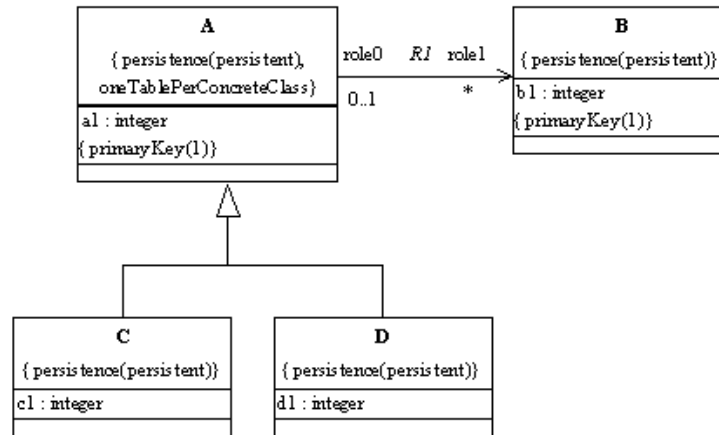 A
{ persistence(persistent),
oneTablePerConcreteClass}
a1 : integer
{ primaryKey(1)}
role0 R1 role1
0..1 *
B
{ persistence(persistent)}
b1 : integer
{ primaryKey(1)}
C
{ persistence(persistent)}
c1 : integer
D
{ persistence(persistent)}
d1 : integer